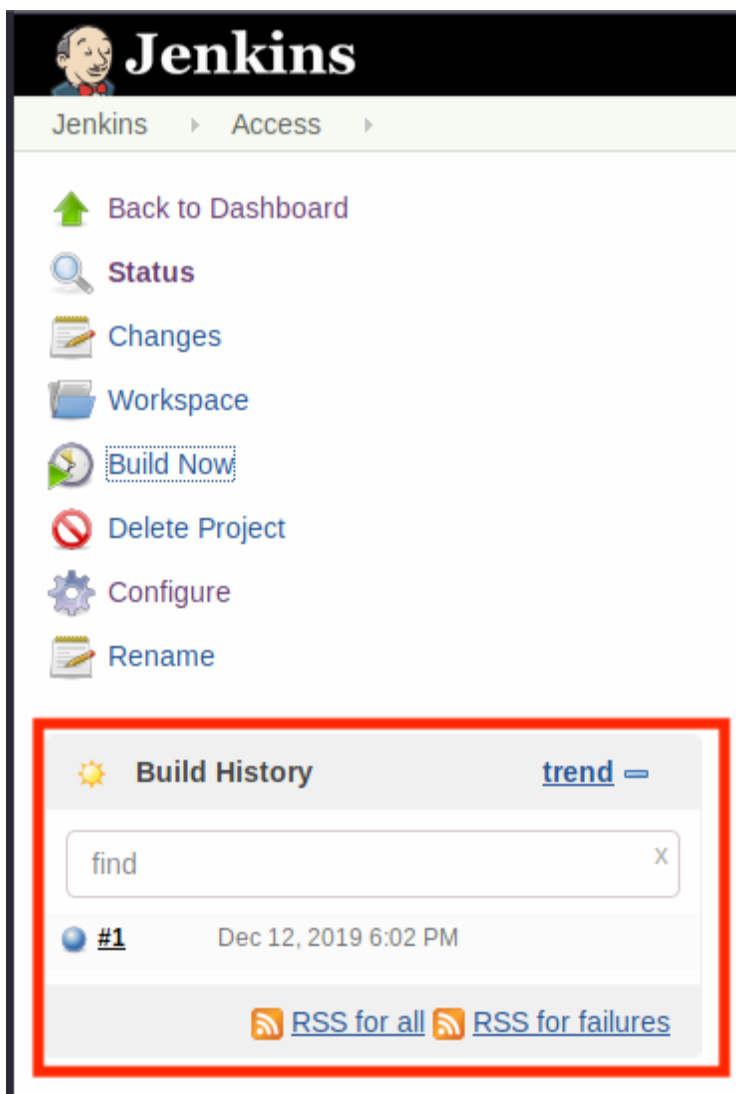 Jenkins
Jenkins Access
Back to Dashboard
Status
Changes
Workspace
Build Now
Delete Project
Configure
Rename
Build History trend
find x
#1 Dec 12, 2019 6:02 PM
RSS for all RSS for failures